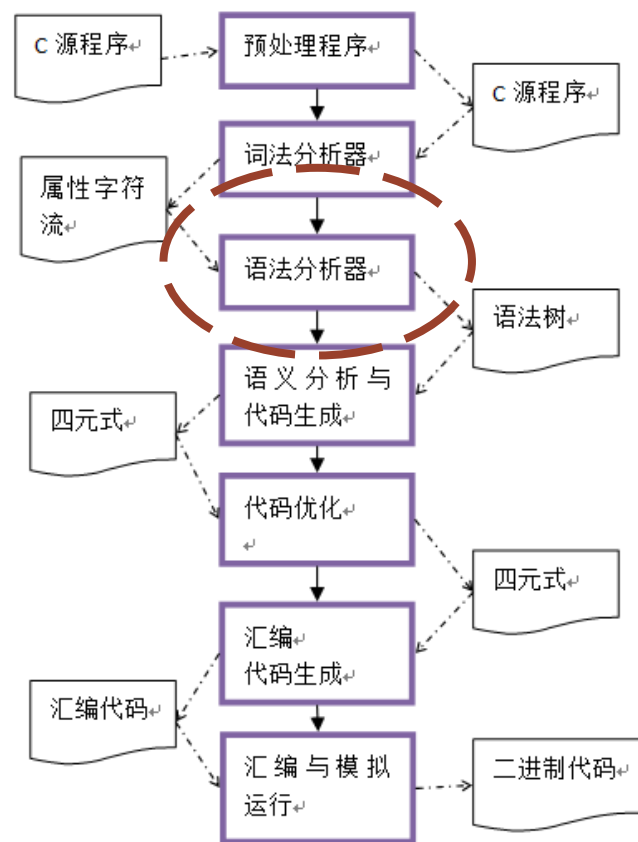 C 源程序
预处理程序
C 源程序
词法分析器
属性字符
流
语法分析器
语法树
语义分析与
代码生成
四元式
代码优化
四元式
汇编
代码生成
汇编代码
汇编与模拟
运行
二进制代码